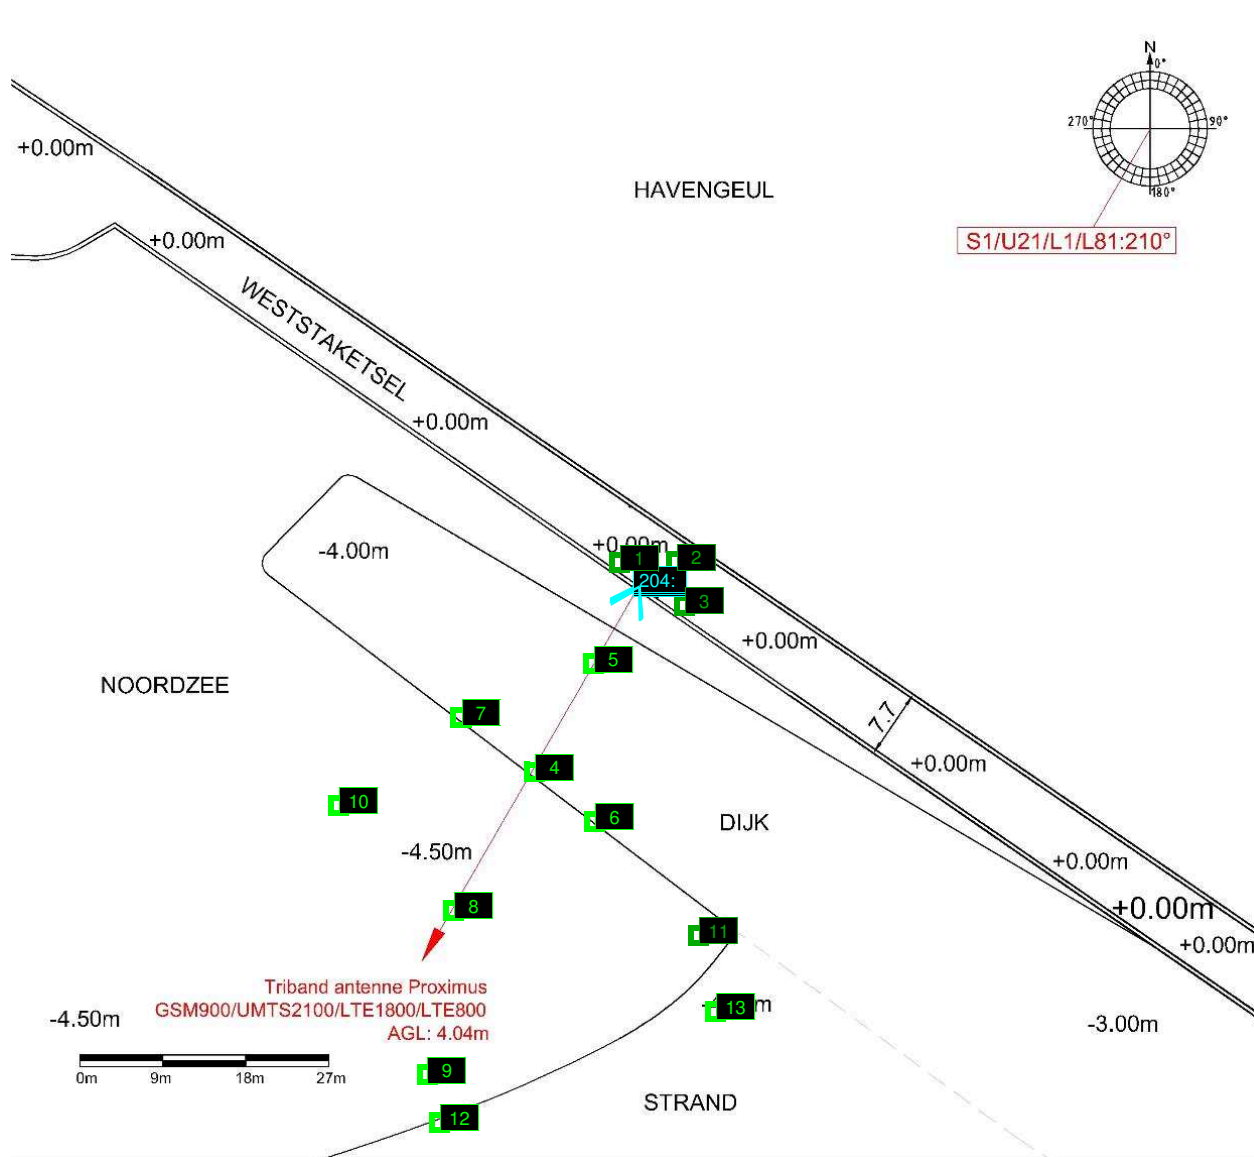 N
0°
270°
90°
180°
+0.00m
HAVENGEUL
+0.00m
S1/U21/L1/L81:210°
WESTSTAKETSEL
+0.00m
-4.00m
1
2
204:
3
+0.00m
5
NOORDZEE
7
7.7
4
+0.00m
10
6
DIJK
-4.50m
+0.00m
8
+0.00m
11
+0.00m
Triband antenne Proximus
GSM900/UMTS2100/LTE1800/LTE800
AGL: 4.04m
13
-4.50m
-3.00m
9
0m 9m 18m 27m
STRAND
12